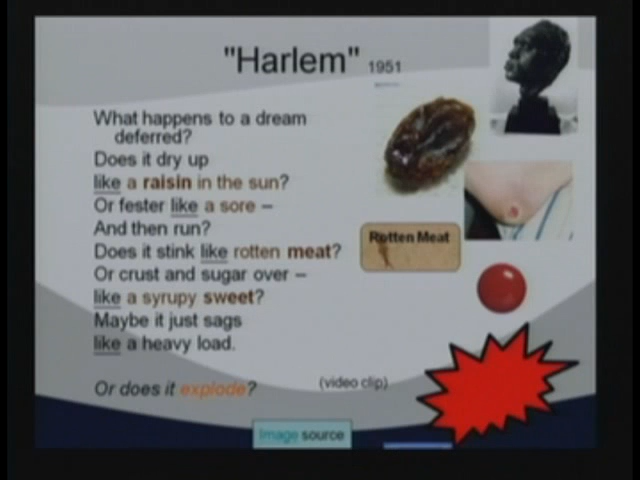 "Harlem" 1951
What happens to a dream
deferred?
Does it dry up
like a raisin in the sun?
Or fester like a sore –
And then run?
Does it stink like rotten meat?
Or crust and sugar over –
like a syrupy sweet?
Maybe it just sags
like a heavy load.
Or does it explode?
Rotten Meat
(video clip)
Image source